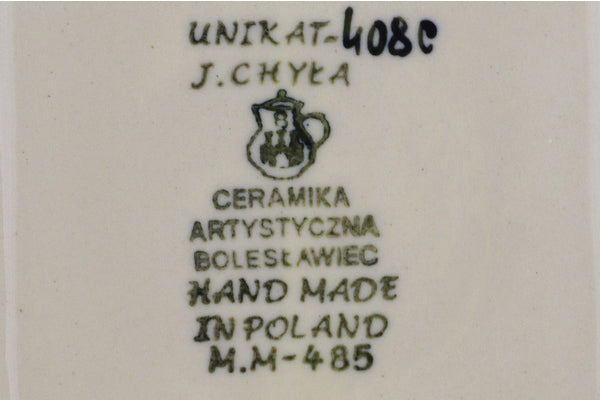 UNIKAT-408C
J. CHYŁA
CERAMIKA
ARTYSTYCZNA
BOLESŁAWIEC
HAND MADE
IN POLAND
M.M-485